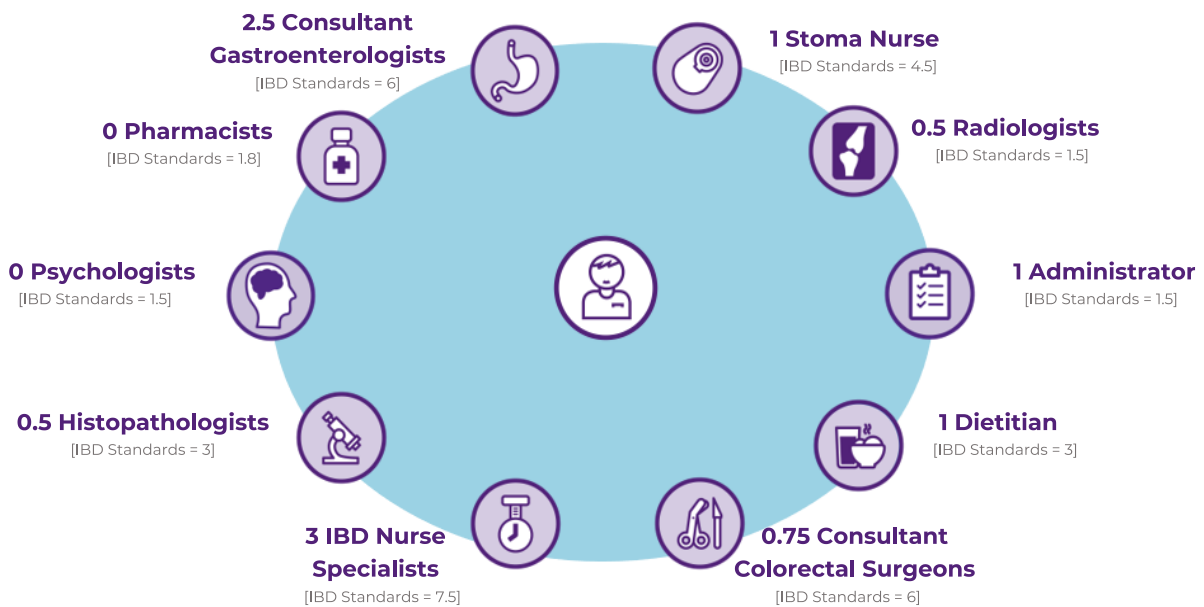 2.5 Consultant
Gastroenterologists
[IBD Standards = 6]
1 Stoma Nurse
[IBD Standards = 4.5]
0 Pharmacists
[IBD Standards = 1.8]
0.5 Radiologists
[IBD Standards = 1.5]
0 Psychologists
[IBD Standards = 1.5]
1 Administrator
[IBD Standards = 1.5]
0.5 Histopathologists
[IBD Standards = 3]
1 Dietitian
[IBD Standards = 3]
3 IBD Nurse
Specialists
[IBD Standards = 7.5]
0.75 Consultant
Colorectal Surgeons
[IBD Standards = 6]